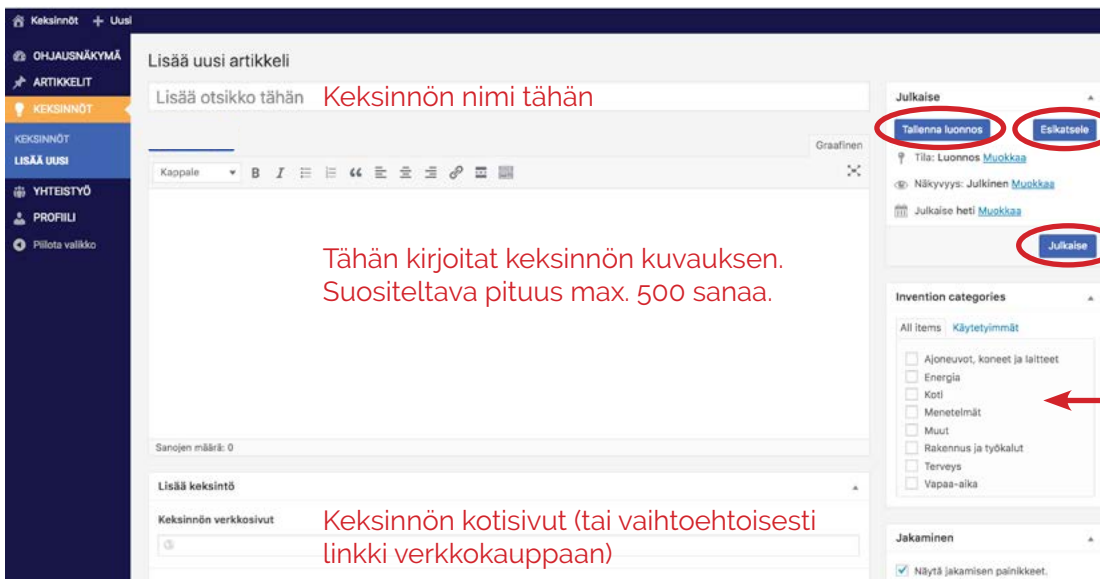 Keksinnöt + Uusi
OHJAUSNÄKYMÄ
ARTIKKELIT
KEKSINNÖT
KEKSINNÖT
LISÄÄ UUSI
YHTEISTYÖ
PROFIILI
Piilota valikko
Lisää uusi artikkeli
Lisää otsikko tähän Keksinnön nimi tähän
Graafinen
Kappale B I
Tähän kirjoitat keksinnön kuvauksen.
Suositeltava pituus max. 500 sanaa.
Sanojen määrä: 0
Lisää keksintö
Keksinnön verkkosivut
Keksinnön kotisivut (tai vaihtoehtoisesti
linkki verkkokauppaan)
Julkaise
Tallenna luonnos Esikatsele
Tila: Luonnos Muokkaa
Näkyvyys: Julkinen Muokkaa
Julkaise heti Muokkaa
Julkaise
Invention categories
All items Käytetyimmät
Ajoneuvot, koneet ja laitteet
Energia
Koti
Menetelmät
Muut
Rakennus ja työkalut
Terveys
Vapaa-aika
Jakaminen
Näytä jakamisen painikkeet.